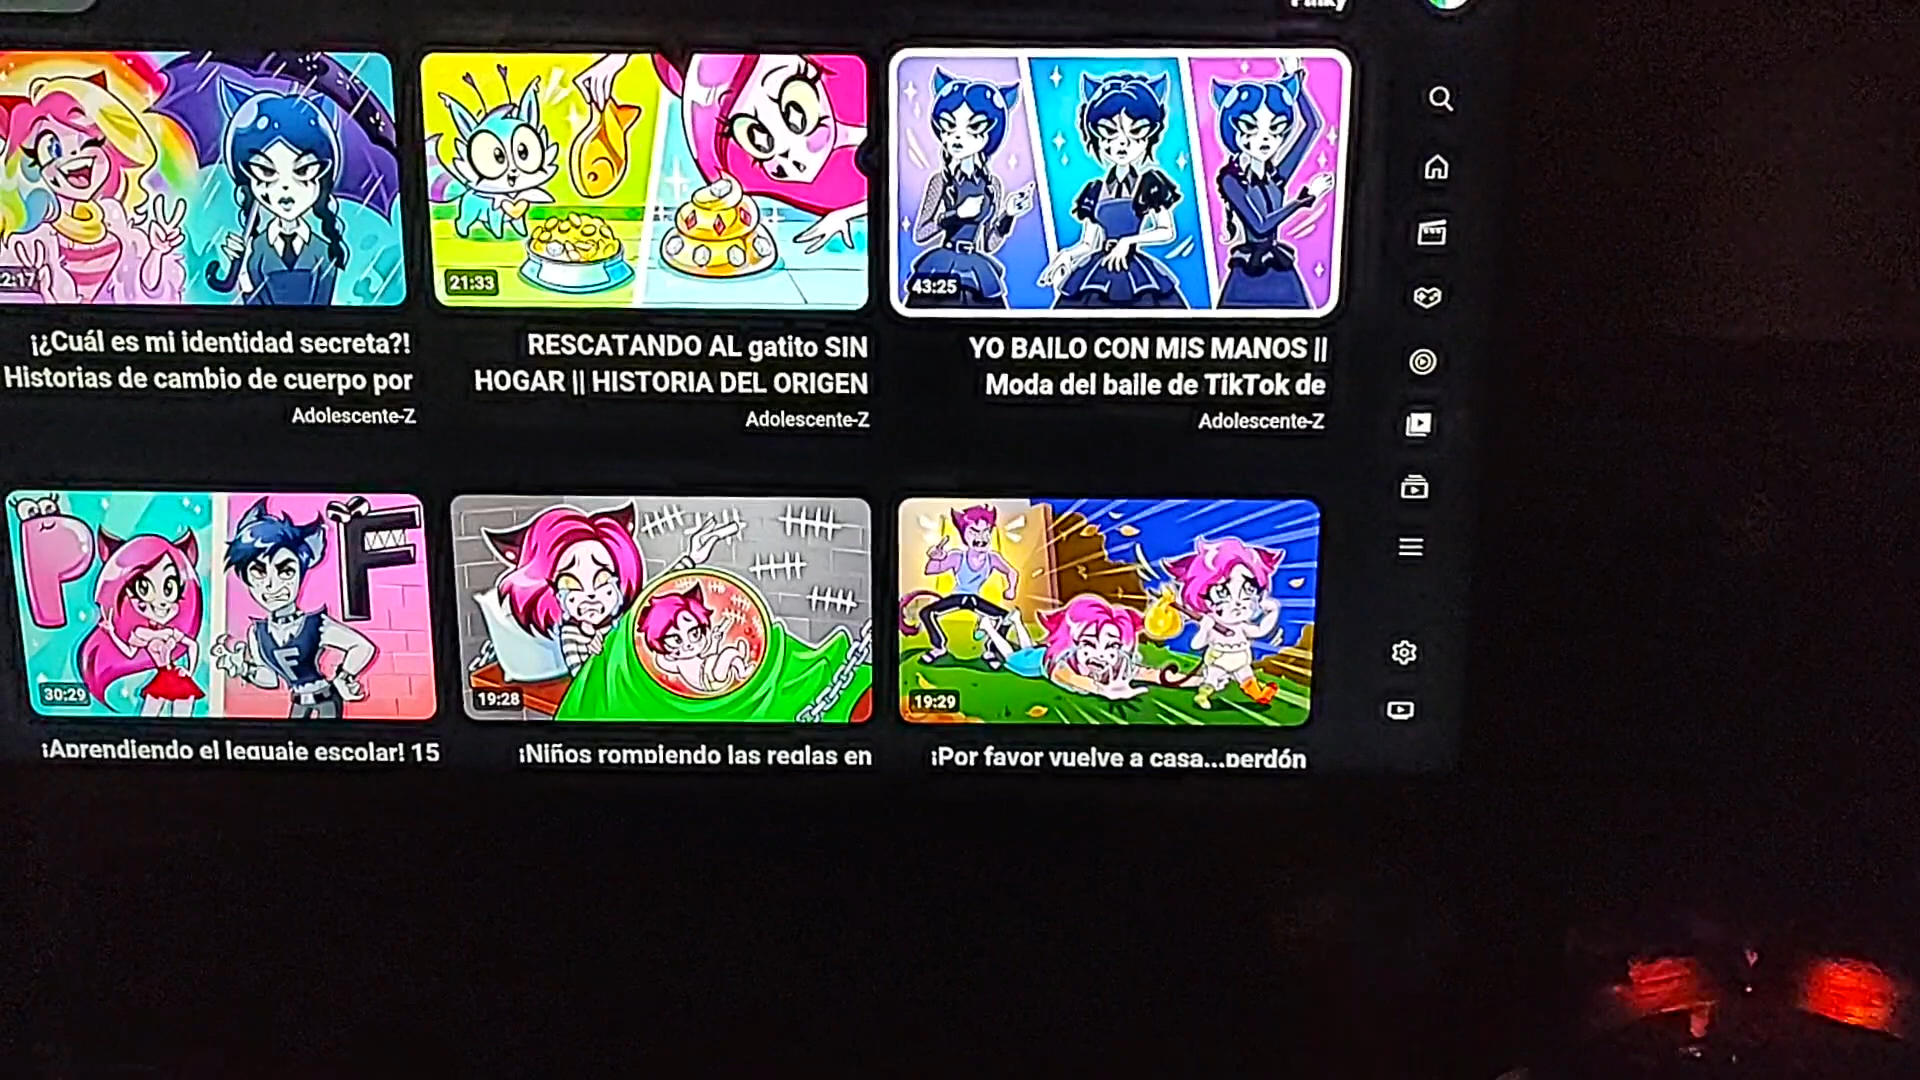 Pinky
2:17
21:33
43:25
¡¿Cuál es mi identidad secreta?!
Historias de cambio de cuerpo por
Adolescente-Z
RESCATANDO AL gatito SIN
HOGAR || HISTORIA DEL ORIGEN
Adolescente-Z
YO BAILO CON MIS MANOS ||
Moda del baile de TikTok de
Adolescente-Z
P
F
F
30:29
19:28
19:29
¡Aprendiendo el leguaje escolar! 15
¡Niños rompiendo las reglas en
¡Por favor vuelve a casa...perdón